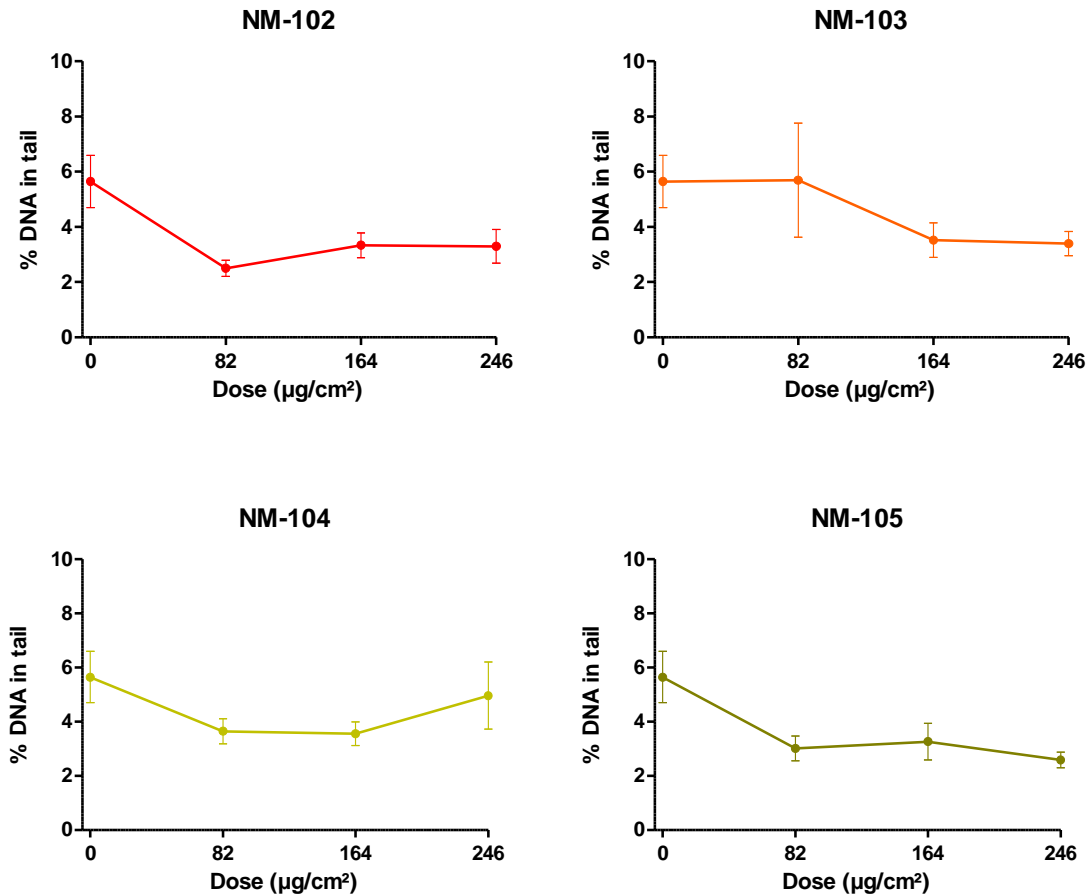 NM-102
% DNA in tail
10
8
6
4
2
0
0 82 164 246
Dose (µg/cm²)
NM-103
% DNA in tail
10
8
6
4
2
0
0 82 164 246
Dose (µg/cm²)
NM-104
% DNA in tail
10
8
6
4
2
0
0 82 164 246
Dose (µg/cm²)
NM-105
% DNA in tail
10
8
6
4
2
0
0 82 164 246
Dose (µg/cm²)